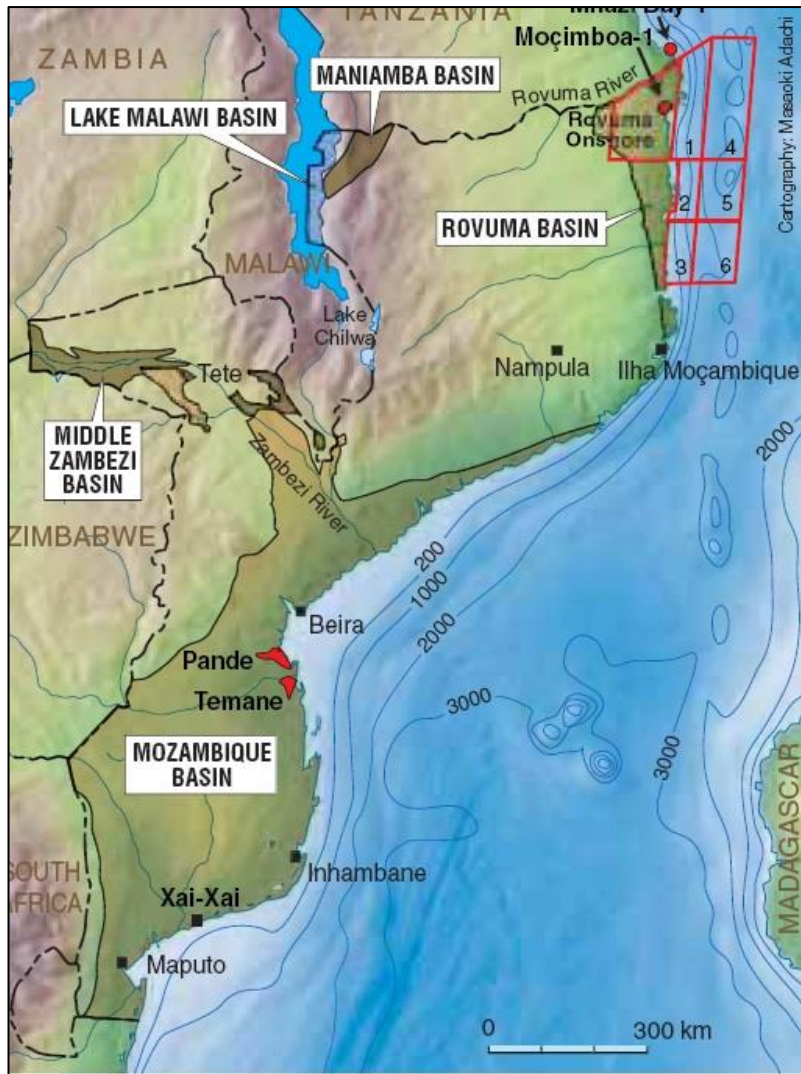 TANZANIA
Mnazi Bay-1
ZAMBIA
Moçimboa-1
MANIAMBA BASIN
Rovuma River
LAKE MALAWI BASIN
Rovuma
Onshore
1
4
Cartography: Masaoki Adachi
2
5
ROVUMA BASIN
3
6
MALAWI
Lake
Chilwa
Nampula
Ilha Moçambique
Tete
2000
MIDDLE
ZAMBEZI
BASIN
Zambezi River
ZIMBABWE
200
1000
2000
Beira
Pande
Temane
3000
3000
MOZAMBIQUE
BASIN
MADAGASCAR
Inhambane
SOUTH
AFRICA
Xai-Xai
Maputo
0
300 km